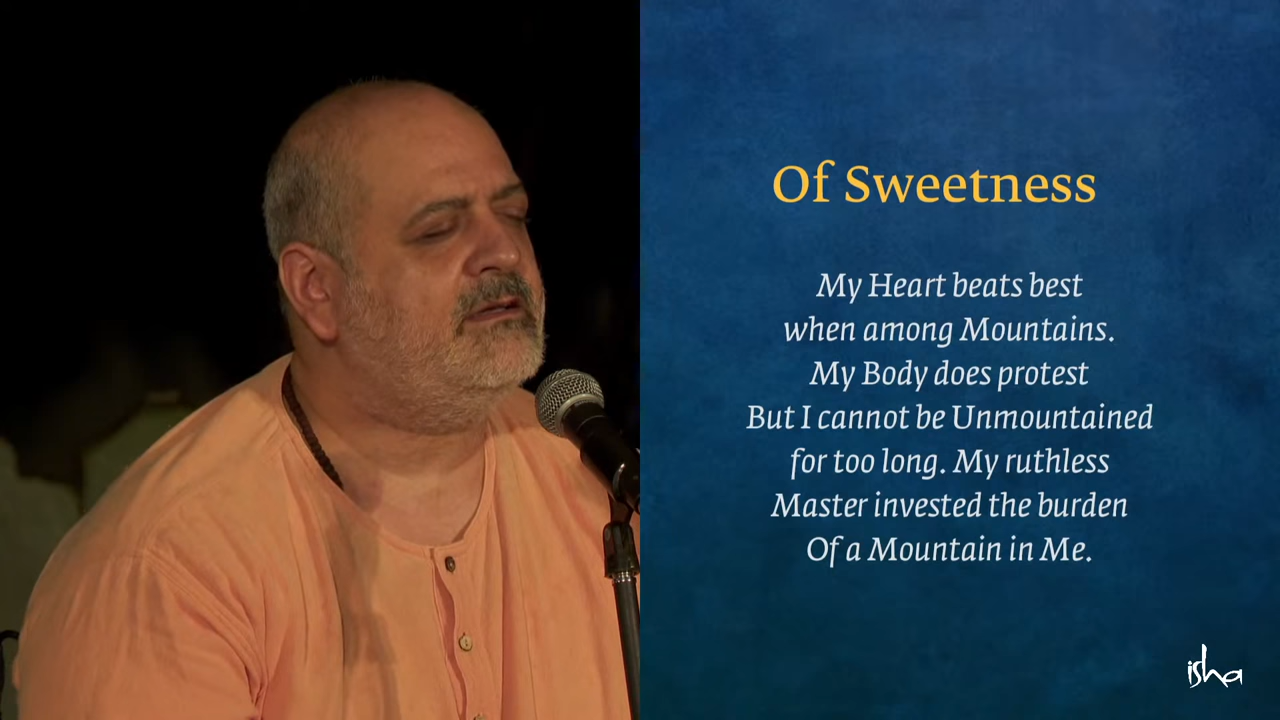 Of Sweetness
My Heart beats best
when among Mountains.
My Body does protest
But I cannot be Unmountained
for too long. My ruthless
Master invested the burden
Of a Mountain in Me.
isha